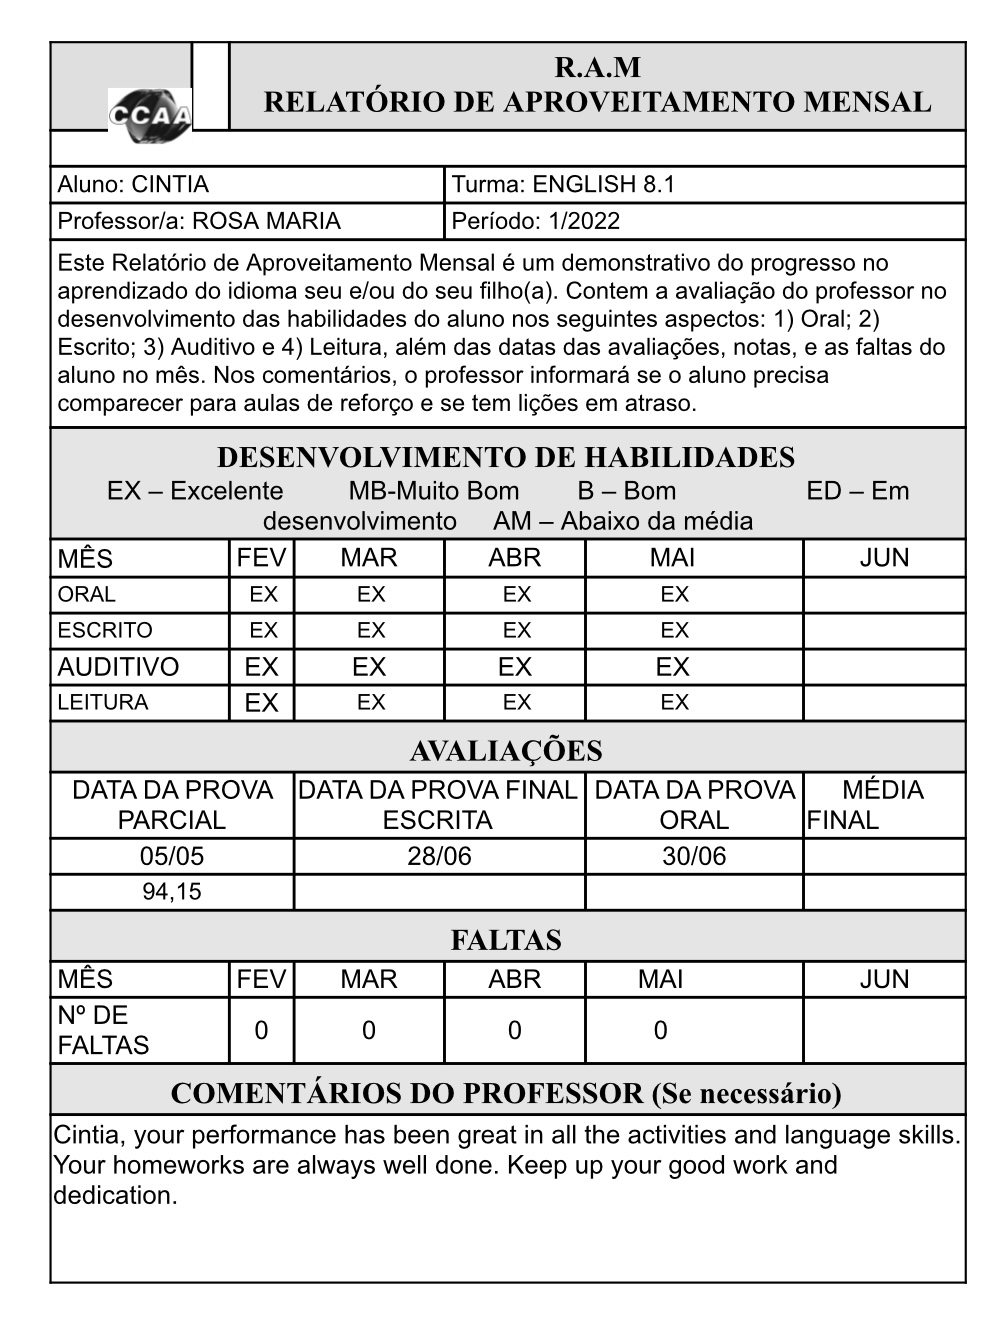 CCAA
R.A.M
RELATÓRIO DE APROVEITAMENTO MENSAL
Aluno: CINTIA Turma: ENGLISH 8.1
Professor/a: ROSA MARIA Período: 1/2022
Este Relatório de Aproveitamento Mensal é um demonstrativo do progresso no
aprendizado do idioma seu e/ou do seu filho(a). Contem a avaliação do professor no
desenvolvimento das habilidades do aluno nos seguintes aspectos: 1) Oral; 2)
Escrito; 3) Auditivo e 4) Leitura, além das datas das avaliações, notas, e as faltas do
aluno no mês. Nos comentários, o professor informará se o aluno precisa
comparecer para aulas de reforço e se tem lições em atraso.
DESENVOLVIMENTO DE HABILIDADES
EX – Excelente MB-Muito Bom B – Bom ED – Em
desenvolvimento AM – Abaixo da média
MÊS FEV MAR ABR MAI JUN
ORAL EX EX EX EX
ESCRITO EX EX EX EX
AUDITIVO EX EX EX EX
LEITURA EX EX EX EX
AVALIAÇÕES
DATA DA PROVA DATA DA PROVA FINAL DATA DA PROVA MÉDIA
PARCIAL ESCRITA ORAL FINAL
05/05 28/06 30/06
94,15
FALTAS
MÊS FEV MAR ABR MAI JUN
Nº DE
FALTAS 0 0 0 0
COMENTÁRIOS DO PROFESSOR (Se necessário)
Cintia, your performance has been great in all the activities and language skills.
Your homeworks are always well done. Keep up your good work and
dedication.